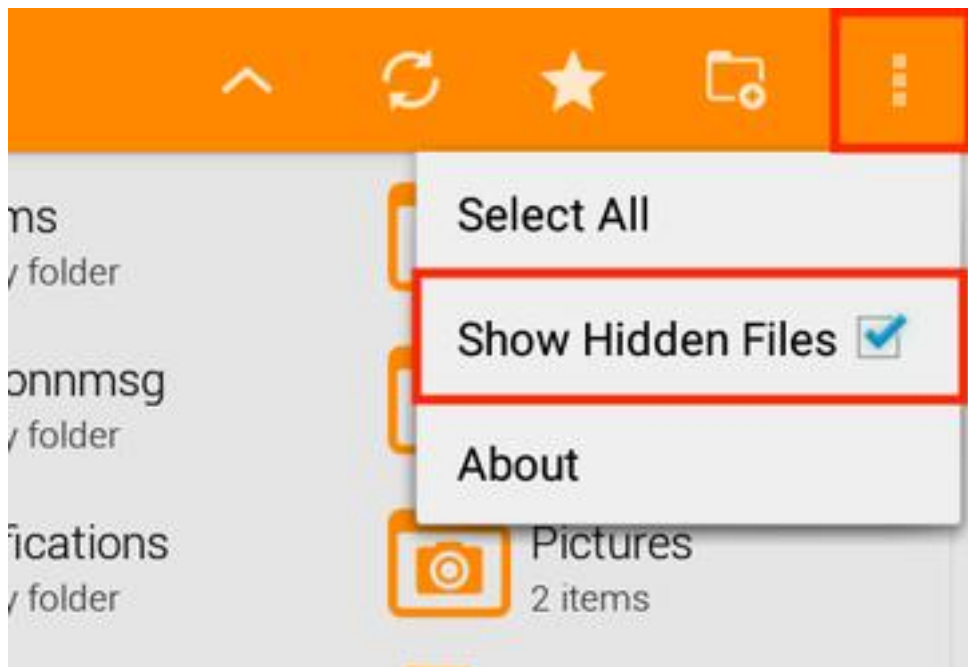 Select All
Show Hidden Files
About
ms
y folder
onnmsg
y folder
fications
y folder
Pictures
2 items